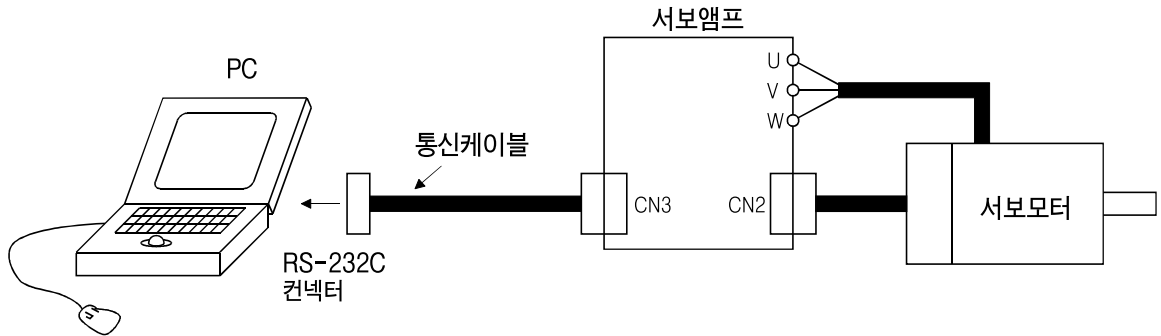 서보앰프
PC
U
V
W
통신케이블
CN3
CN2
서보모터
RS-232C
컨넥터